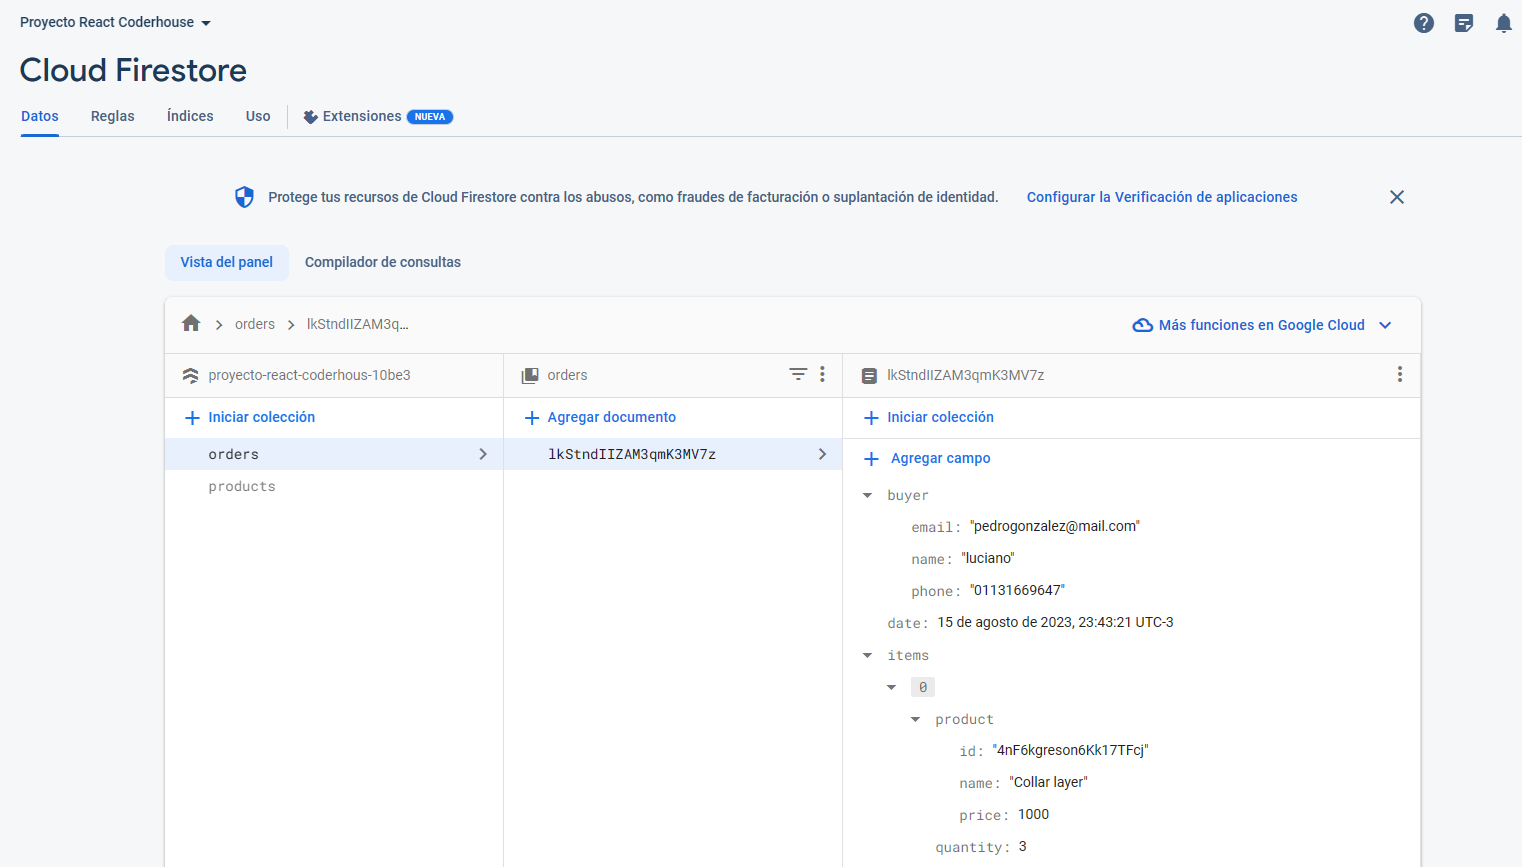 Proyecto React Coderhouse
Cloud Firestore
Datos Reglas Índices Uso Extensiones NUEVA
Protege tus recursos de Cloud Firestore contra los abusos, como fraudes de facturación o suplantación de identidad. Configurar la Verificación de aplicaciones
Vista del panel Compilador de consultas
orders lkStndIIZAM3q... Más funciones en Google Cloud
proyecto-react-coderhous-10be3 orders lkStndIIZAM3qmK3MV7z
Iniciar colección Agregar documento Iniciar colección
orders lkStndIIZAM3qmK3MV7z Agregar campo
products
buyer
email: "pedrogonzalez@mail.com"
name: "luciano"
phone: "01131669647"
date: 15 de agosto de 2023, 23:43:21 UTC-3
items
0
product
id: "4nF6kgreson6Kk17TFcj"
name: "Collar layer"
price: 1000
quantity: 3